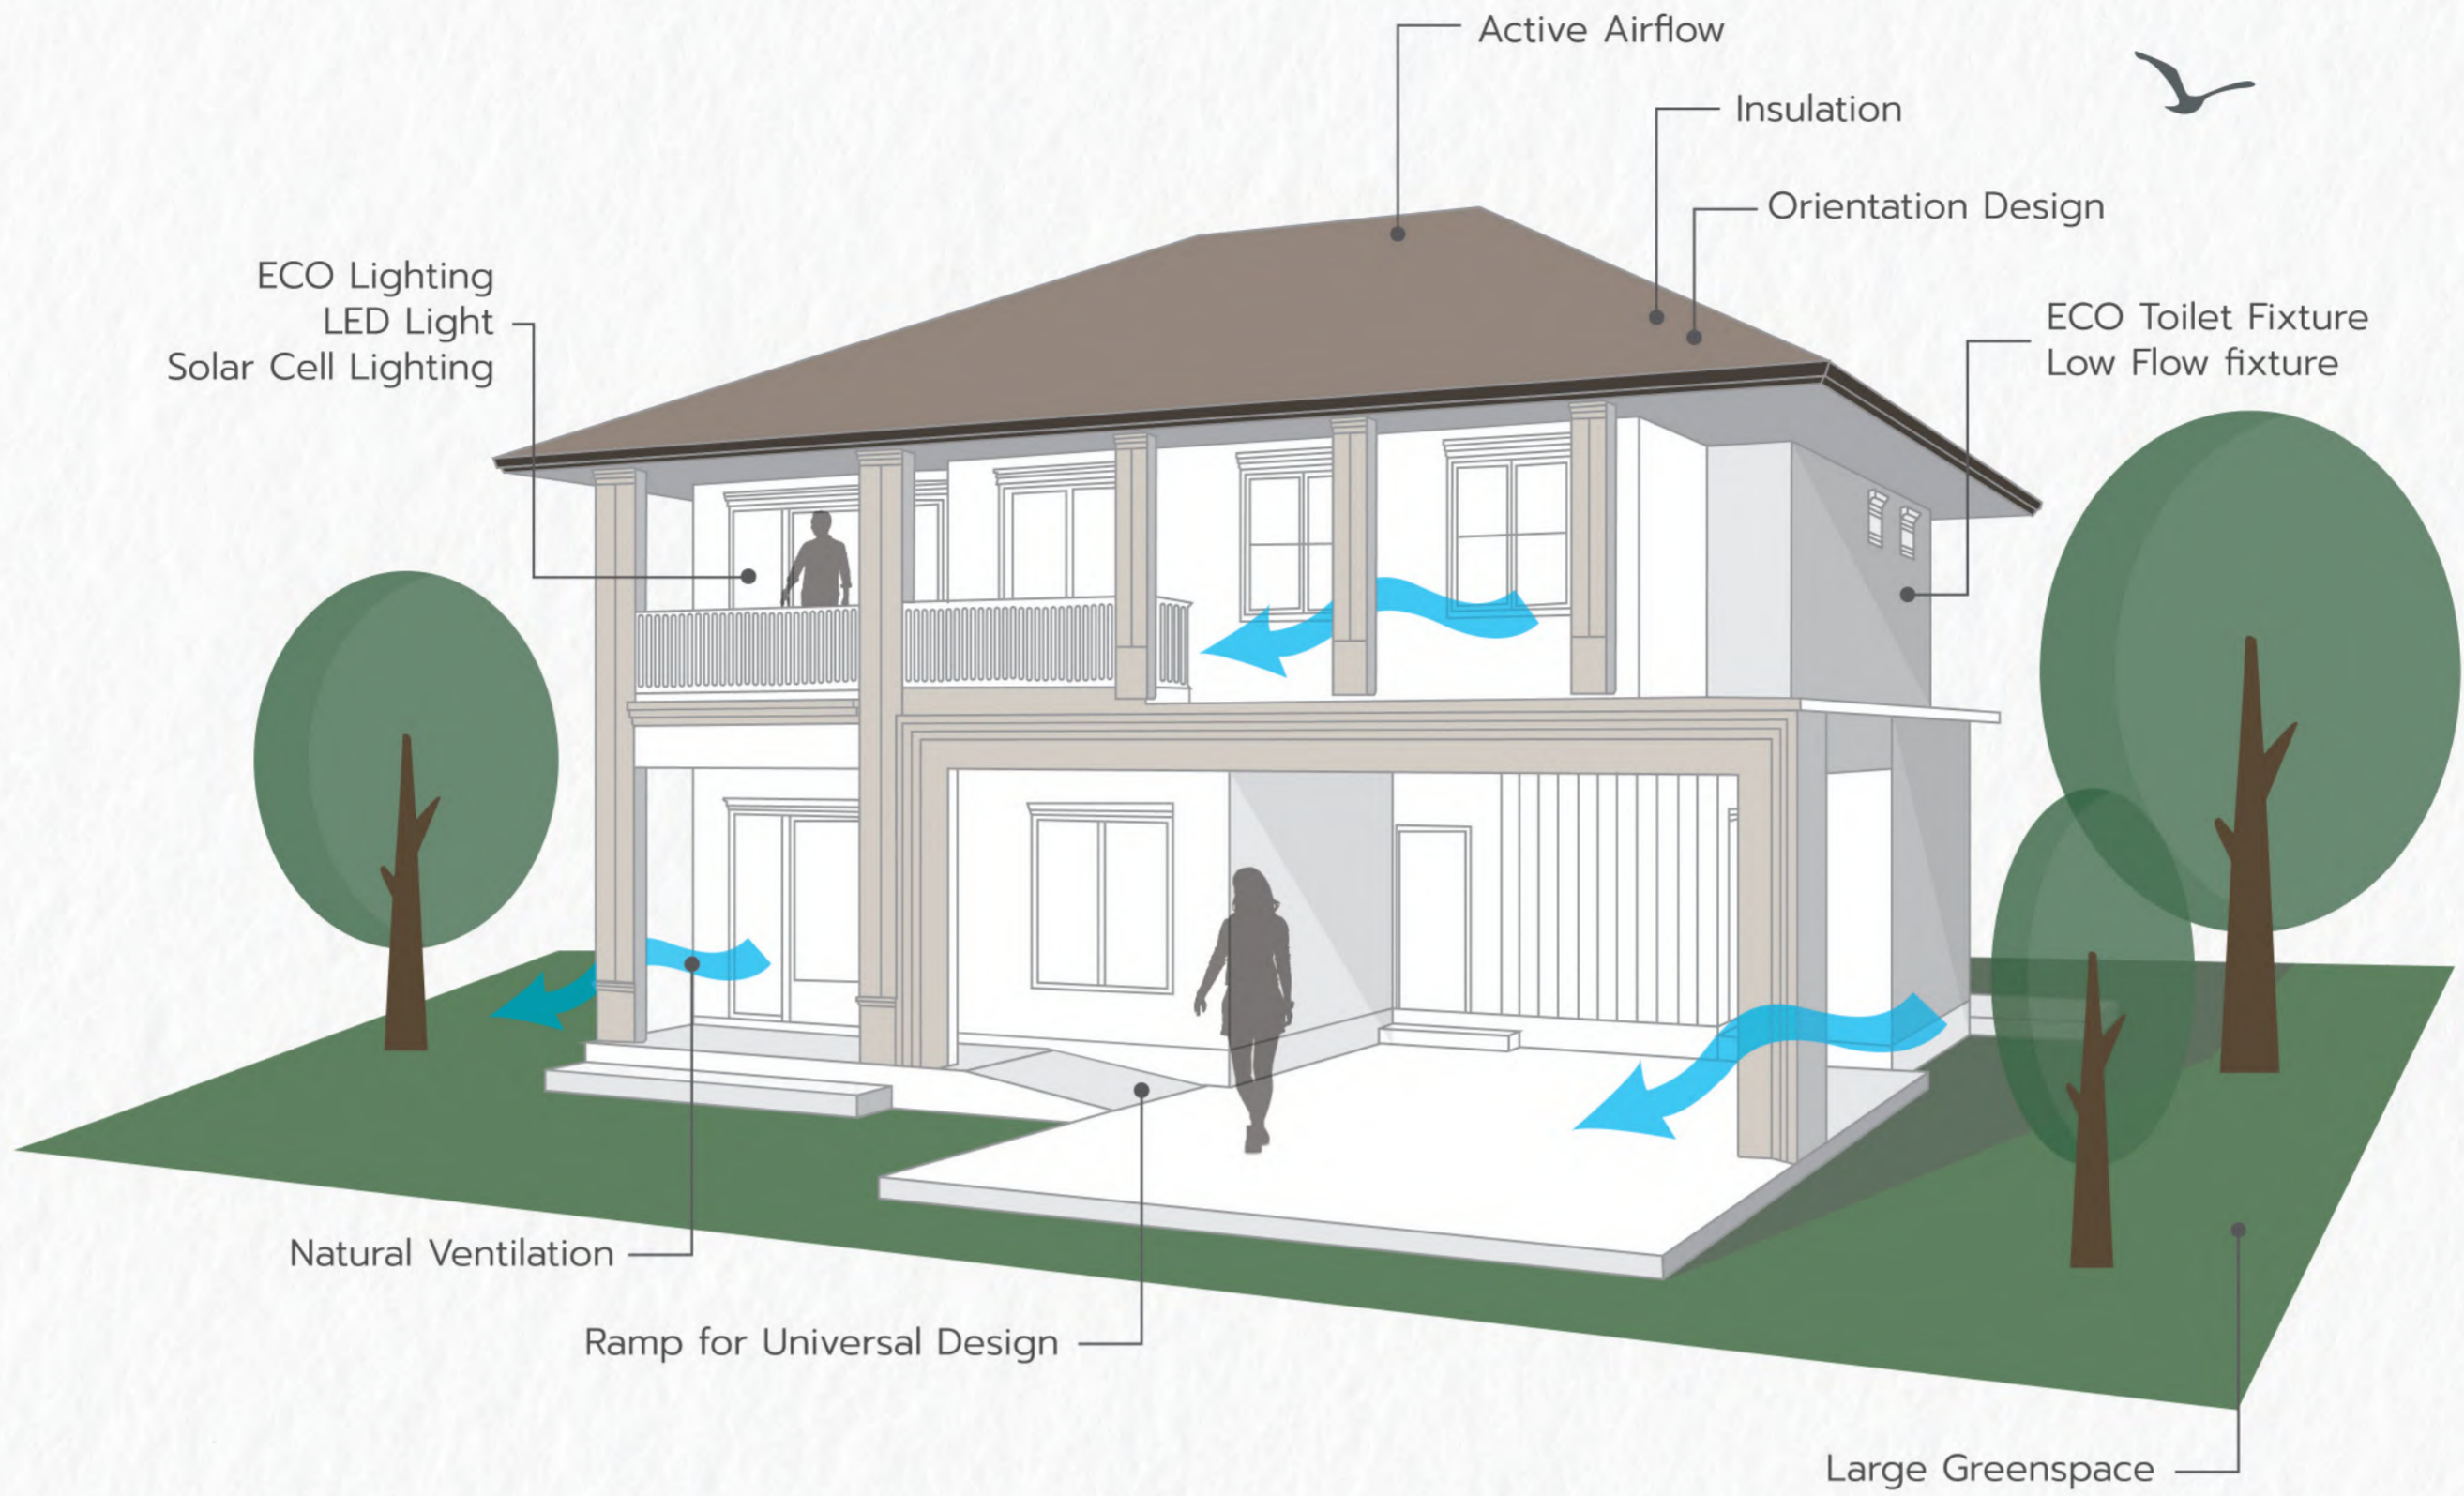 Active Airflow
Insulation
Orientation Design
ECO Lighting
LED Light
Solar Cell Lighting
ECO Toilet Fixture
Low Flow fixture
Natural Ventilation
Ramp for Universal Design
Large Greenspace